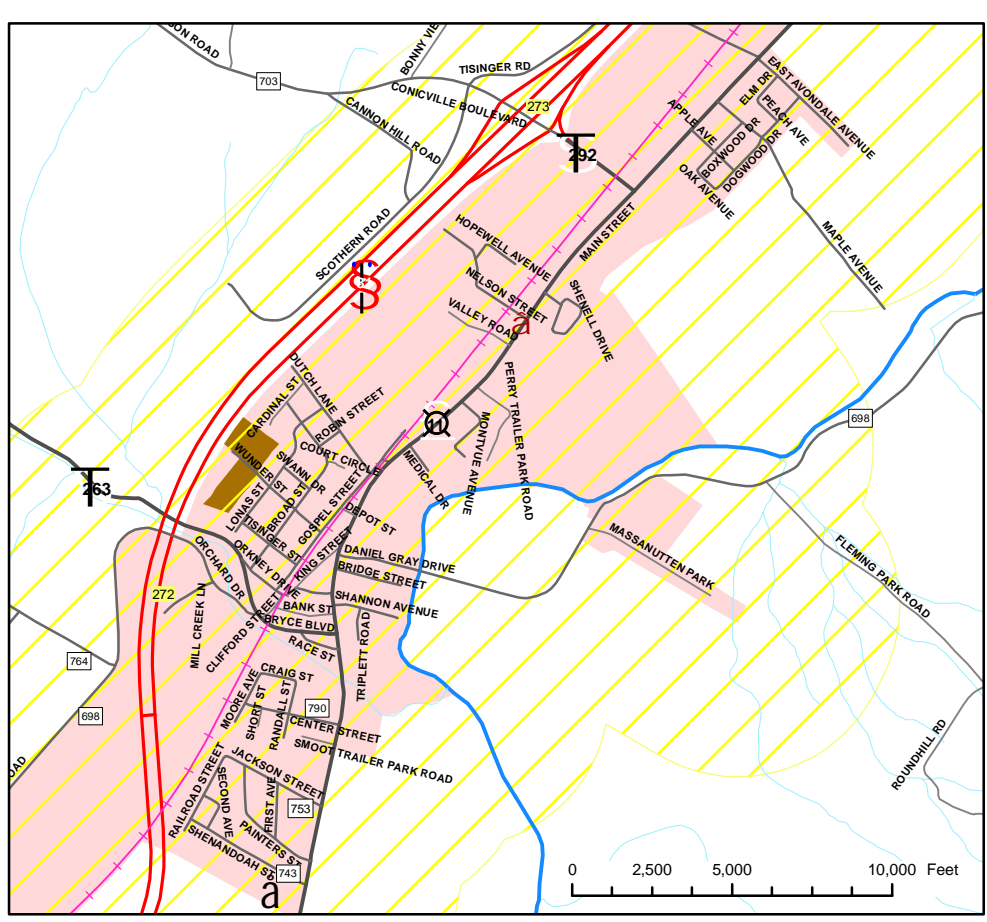 SON ROAD
BONNY VIE
TISINGER RD
703
CONICVILLE BOULEVARD
273
CANNON HILL ROAD
292
EAST AVONDALE AVENUE
ELM DR
PEACH AVE
APPLE AVE
BOXWOOD DR
DOGWOOD DR
OAK AVENUE
MAIN STREET
MAPLE AVENUE
SCOTHERN ROAD
HOPEWELL AVENUE
NELSON STREET
SHENELL DRIVE
VALLEY ROAD
a
DUTCH LANE
CARDINAL ST
ROBIN STREET
PERRY TRAILER PARK ROAD
11
698
COURT CIRCLE
MONTVUE AVENUE
WUNDER ST
SWANN DR
MEDICAL DR
263
LONAS ST
BROAD ST
GOSPEL STREET
DEPOT ST
TISINGER ST
KING STREET
MASSANUTTEN PARK
FLEMING PARK ROAD
ORCHARD DR
ORKNEY DRIVE
DANIEL GRAY DRIVE
BRIDGE STREET
272
BANK ST
SHANNON AVENUE
BRYCE BLVD
MILL CREEK LN
CLIFFORD STREET
RACE ST
TRIPLETT ROAD
764
CRAIG ST
MOORE AVE
SHORT ST
RANDALL ST
790
698
CENTER STREET
SMOOT TRAILER PARK ROAD
ROUNDHILL RD
OAD
JACKSON STREET
RAILROAD STREET
SECOND AVE
FIRST AVE
753
PAINTERS ST
SHENANDOAH ST
743
a
0 2,500 5,000 10,000 Feet